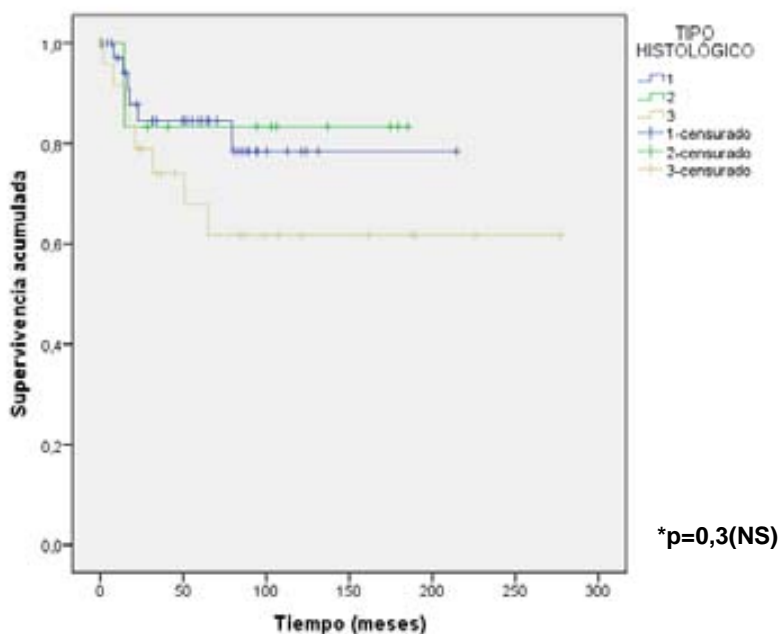 TIPO
HISTOLÓGICO
1
2
3
1-censurado
2-censurado
3-censurado
1,0
0,8
0,6
0,4
0,2
0,0
Supervivencia acumulada
0 50 100 150 200 250 300
Tiempo (meses)
*p=0,3(NS)